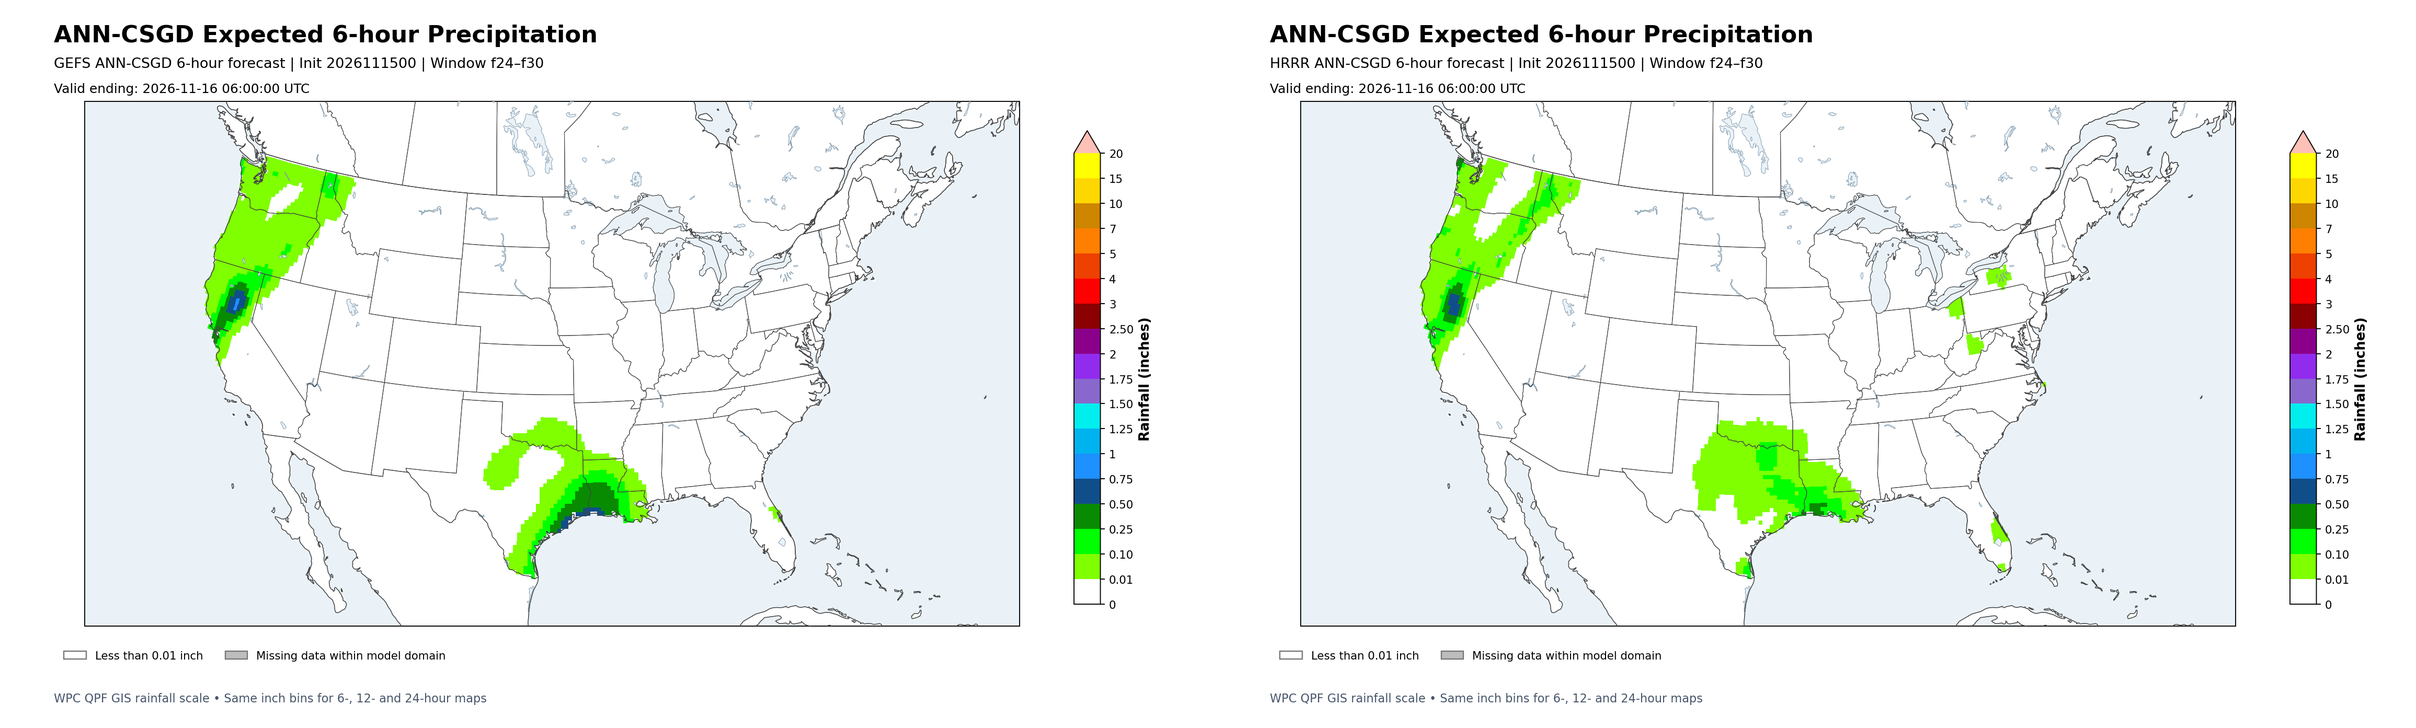 ANN-CSGD Expected 6-hour Precipitation
GEFS ANN-CSGD 6-hour forecast | Init 2026111500 | Window f24–f30
Valid ending: 2026-11-16 06:00:00 UTC
20
15
10
7
5
4
3
2.50
2
1.75
1.50
1.25
1
0.75
0.50
0.25
0.10
0.01
0
Rainfall (inches)
Less than 0.01 inch
Missing data within model domain
WPC QPF GIS rainfall scale • Same inch bins for 6-, 12- and 24-hour maps
ANN-CSGD Expected 6-hour Precipitation
HRRR ANN-CSGD 6-hour forecast | Init 2026111500 | Window f24–f30
Valid ending: 2026-11-16 06:00:00 UTC
20
15
10
7
5
4
3
2.50
2
1.75
1.50
1.25
1
0.75
0.50
0.25
0.10
0.01
0
Rainfall (inches)
Less than 0.01 inch
Missing data within model domain
WPC QPF GIS rainfall scale • Same inch bins for 6-, 12- and 24-hour maps